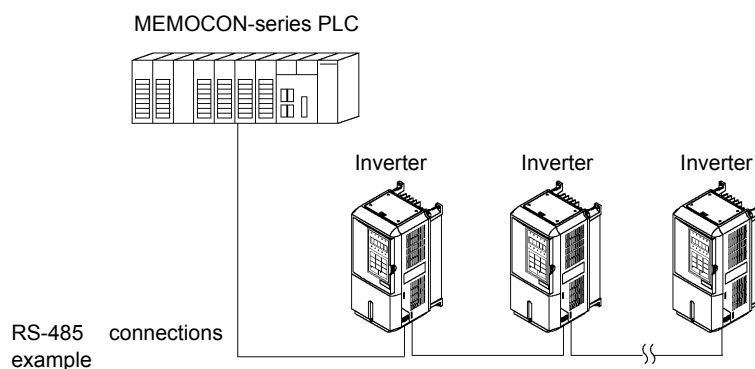 MEMOCON-series PLC
Inverter
Inverter
Inverter
RS-485 connections
example